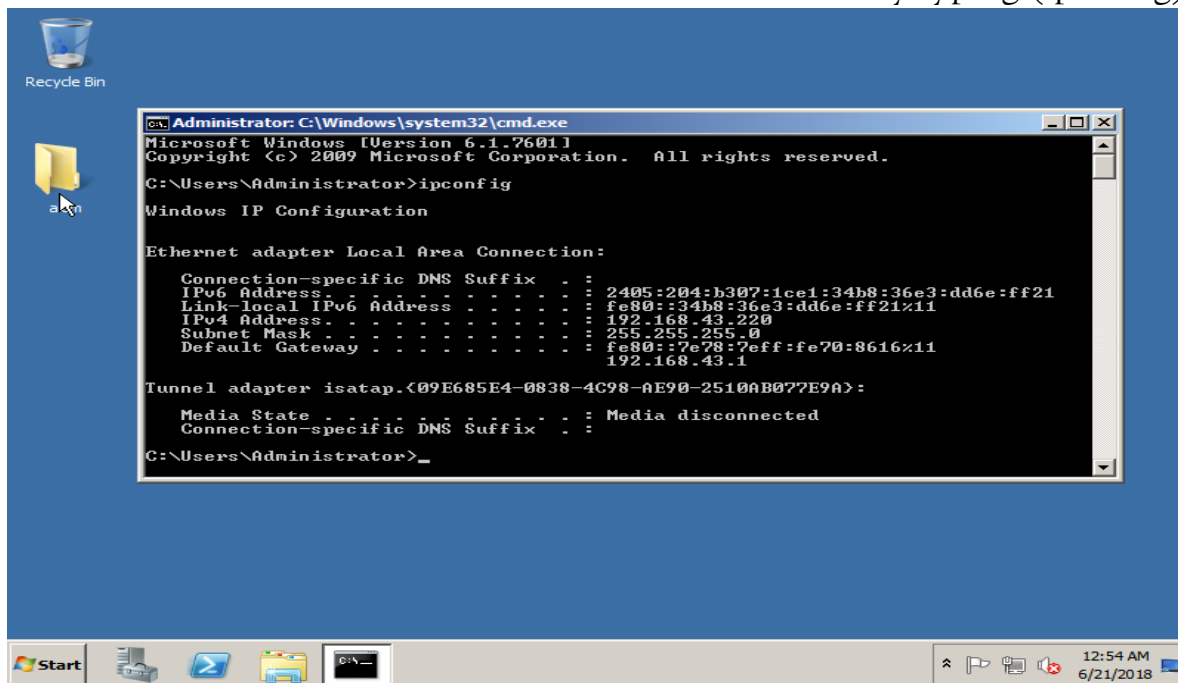 Recycle Bin
Administrator: C:\Windows\system32\cmd.exe
Microsoft Windows [Version 6.1.7601]
Copyright (c) 2009 Microsoft Corporation.  All rights reserved.
C:\Users\Administrator>ipconfig
Windows IP Configuration
Ethernet adapter Local Area Connection:
Connection-specific DNS Suffix  . :
IPv6 Address. . . . . . . . . . . : 2405:204:b307:1ce1:34b8:36e3:dd6e:ff21
Link-local IPv6 Address . . . . . : fe80::34b8:36e3:dd6e:ff21%11
IPv4 Address. . . . . . . . . . . : 192.168.43.220
Subnet Mask . . . . . . . . . . . : 255.255.255.0
Default Gateway . . . . . . . . . : fe80::7e78:7eff:fe70:8616%11
192.168.43.1
Tunnel adapter isatap.{09E685E4-0838-4C98-AE90-2510AB077E9A}:
Media State . . . . . . . . . . . : Media disconnected
Connection-specific DNS Suffix  . :
C:\Users\Administrator>_
Start
12:54 AM
6/21/2018